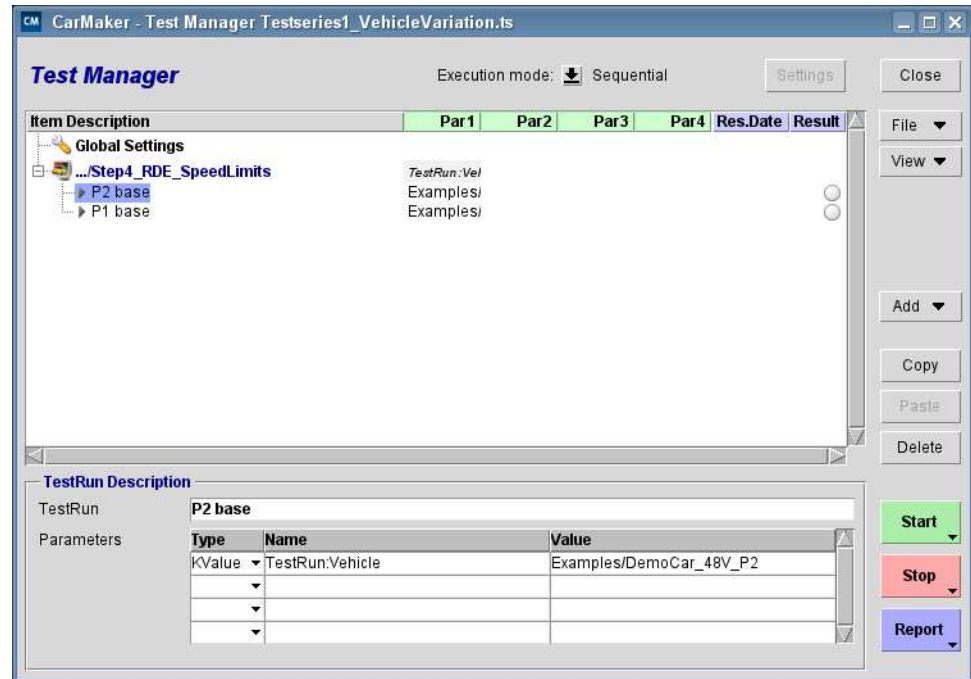 CM CarMaker - Test Manager Testseries1_VehicleVariation.ts
Test Manager Execution mode: Sequential Settings Close
Item Description Par1 Par2 Par3 Par4 Res.Date Result
File
Global Settings
View
.../Step4_RDE_SpeedLimits TestRun:Vel
P2 base Examples/
P1 base Examples/
Add
Copy
Paste
Delete
TestRun Description
TestRun P2 base
Start
Parameters Type Name Value
KValue TestRun:Vehicle Examples/DemoCar_48V_P2
Stop
Report